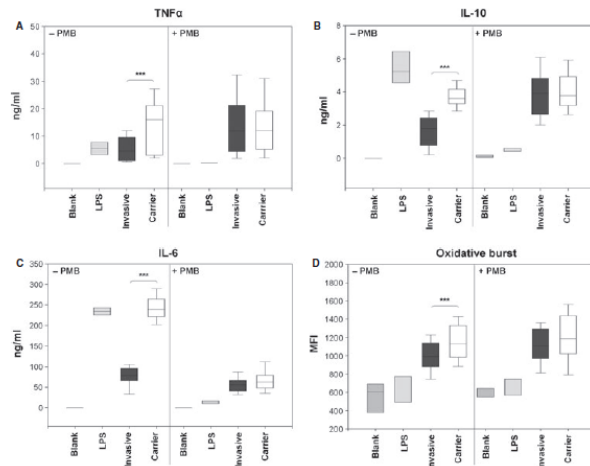 TNFα
A
− PMB
+ PMB
***
50
40
30
20
10
0
ng/ml
Blank
LPS
Invasive
Carrier
Blank
LPS
Invasive
Carrier
IL-10
B
− PMB
+ PMB
***
8
6
4
2
0
ng/ml
Blank
LPS
Invasive
Carrier
Blank
LPS
Invasive
Carrier
IL-6
C
− PMB
+ PMB
***
350
300
250
200
150
100
50
0
ng/ml
Blank
LPS
Invasive
Carrier
Blank
LPS
Invasive
Carrier
Oxidative burst
D
− PMB
+ PMB
***
2000
1800
1600
1400
1200
1000
800
600
400
200
0
MFI
Blank
LPS
Invasive
Carrier
Blank
LPS
Invasive
Carrier